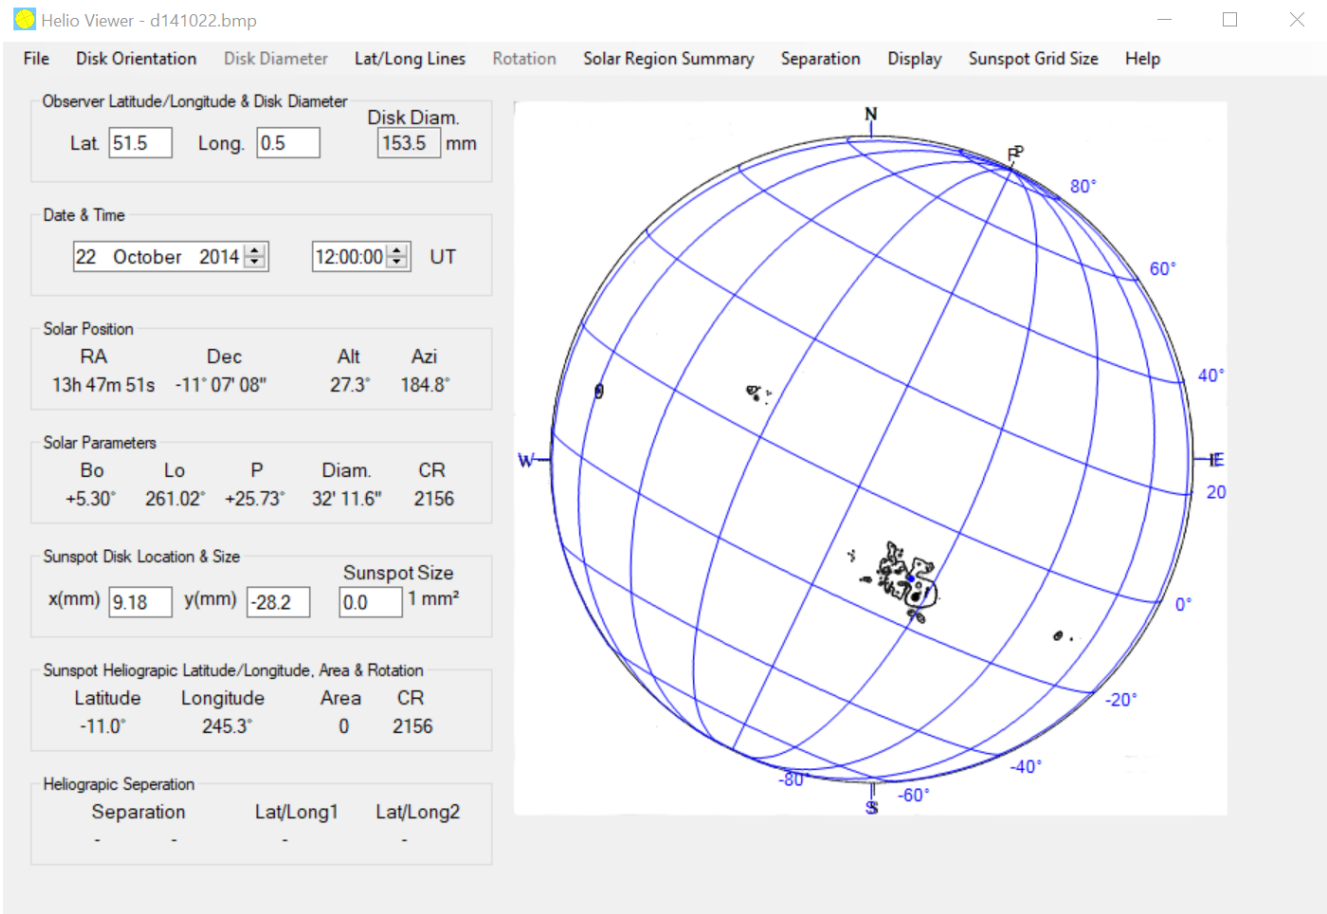 Helio Viewer - d141022.bmp
File Disk Orientation Disk Diameter Lat/Long Lines Rotation Solar Region Summary Separation Display Sunspot Grid Size Help
Observer Latitude/Longitude & Disk Diameter
Disk Diam.
Lat. 51.5 Long. 0.5 153.5 mm
Date & Time
22 October 2014 12:00:00 UT
Solar Position
RA Dec Alt Azi
13h 47m 51s -11° 07' 08" 27.3° 184.8°
Solar Parameters
Bo Lo P Diam. CR
+5.30° 261.02° +25.73° 32' 11.6" 2156
Sunspot Disk Location & Size
Sunspot Size
x(mm) 9.18 y(mm) -28.2 0.0 1 mm²
Sunspot Heliograpic Latitude/Longitude, Area & Rotation
Latitude Longitude Area CR
-11.0° 245.3° 0 2156
Heliograpic Seperation
Separation Lat/Long1 Lat/Long2
- - - -
N
P
80°
60°
40°
W E
20
0°
-20°
-40°
-80°
-60°
S